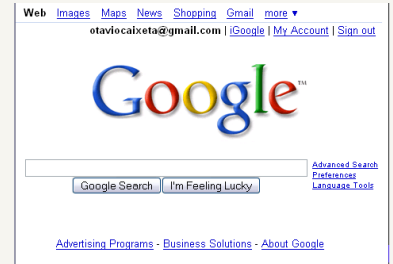 Web Images Maps News Shopping Gmail more ▼
otaviocaixeta@gmail.com | iGoogle | My Account | Sign out
Google™
Advanced Search
Preferences
Language Tools
Google Search I'm Feeling Lucky
Advertising Programs - Business Solutions - About Google